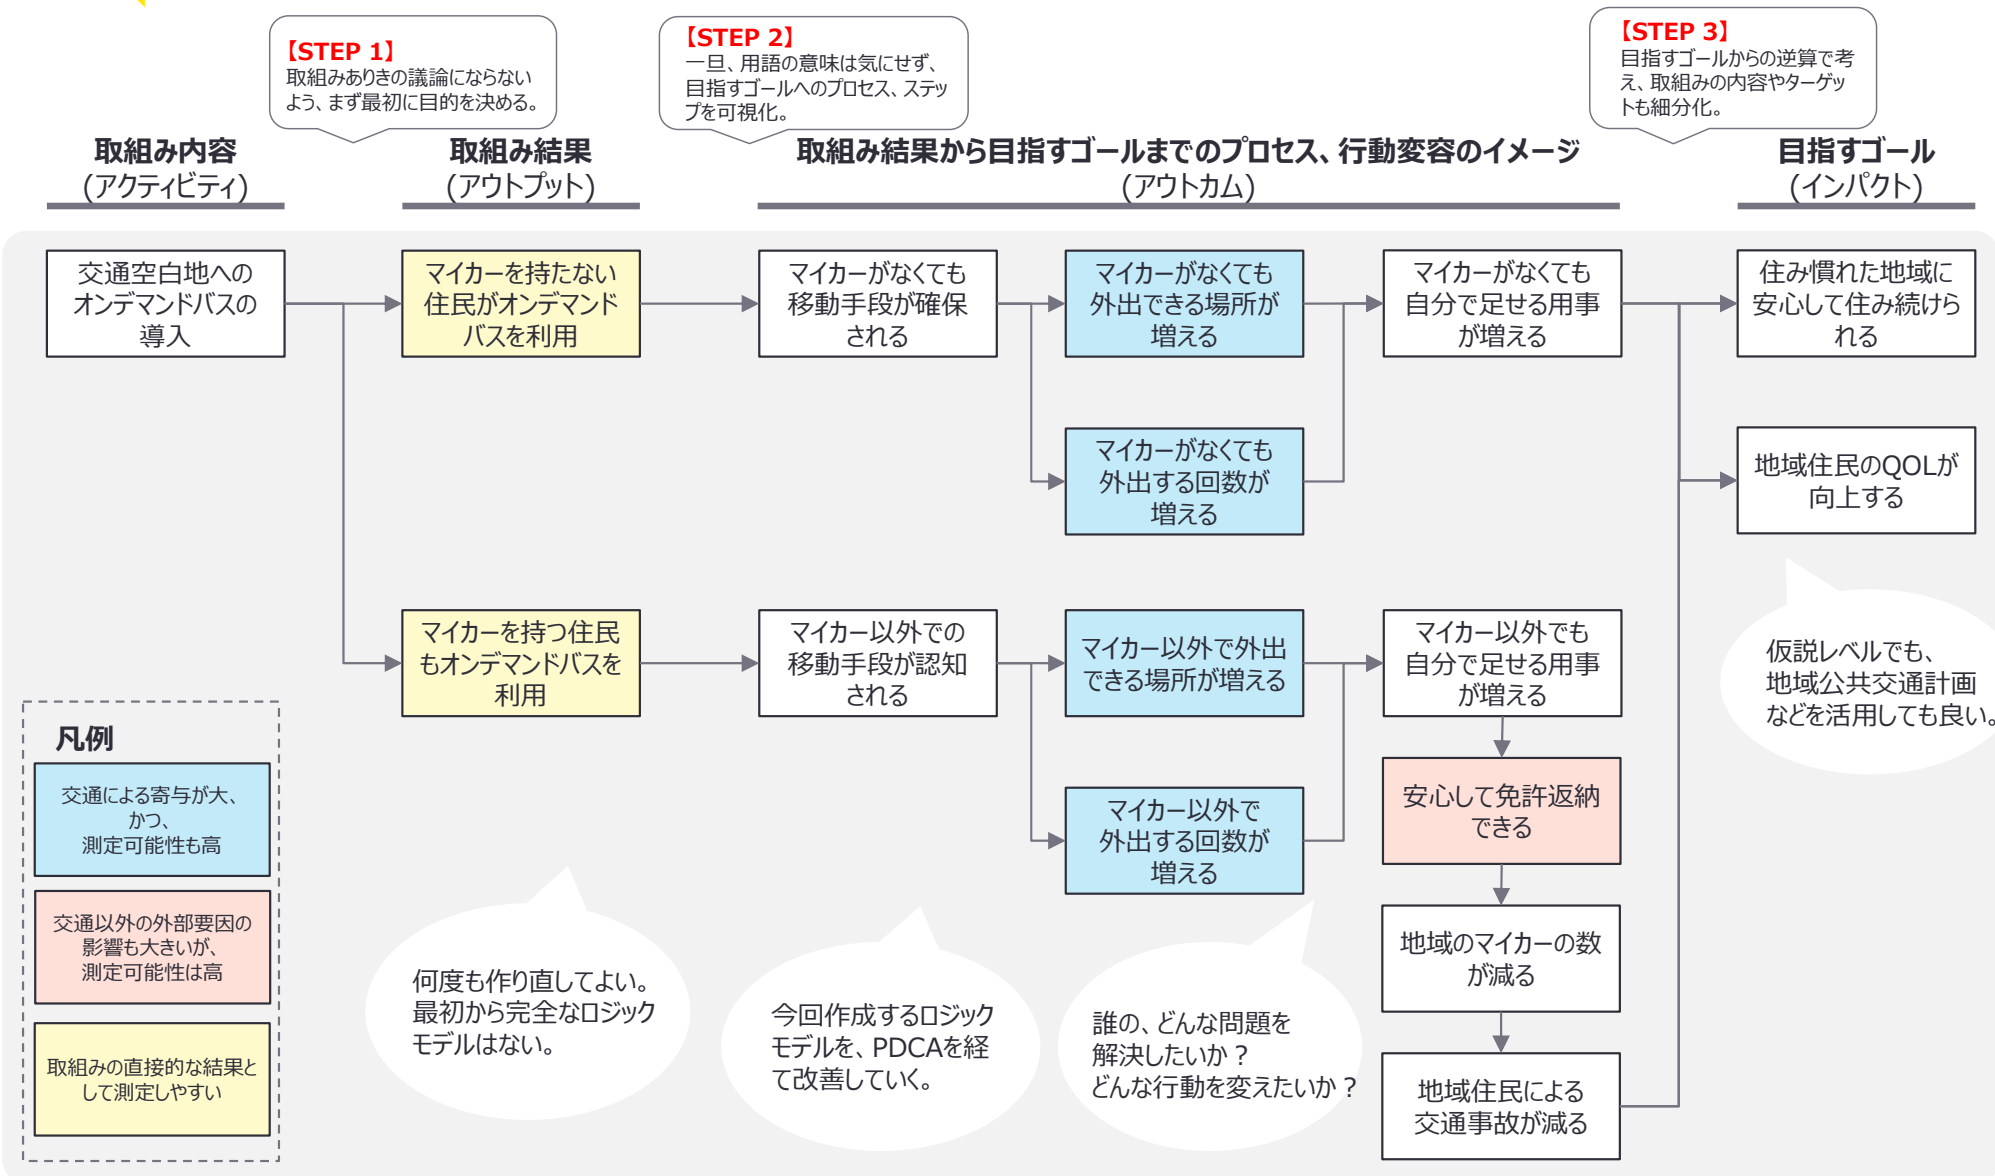 【STEP 1】
取組みありきの議論にならない
よう、まず最初に目的を決める。
【STEP 2】
一旦、用語の意味は気にせず、
目指すゴールへのプロセス、ステッ
プを可視化。
【STEP 3】
目指すゴールからの逆算で考
え、取組みの内容やターゲッ
トも細分化。
取組み内容
(アクティビティ)
取組み結果
(アウトプット)
取組み結果から目指すゴールまでのプロセス、行動変容のイメージ
(アウトカム)
目指すゴール
(インパクト)
交通空白地への
オンデマンドバスの
導入
マイカーを持たない
住民がオンデマンド
バスを利用
マイカーがなくても
移動手段が確保
される
マイカーがなくても
外出できる場所が
増える
マイカーがなくても
自分で足せる用事
が増える
住み慣れた地域に
安心して住み続けら
れる
マイカーがなくても
外出する回数が
増える
地域住民のQOLが
向上する
マイカーを持つ住民
もオンデマンドバスを
利用
マイカー以外での
移動手段が認知
される
マイカー以外で外出
できる場所が増える
マイカー以外でも
自分で足せる用事
が増える
仮説レベルでも、
地域公共交通計画
などを活用しても良い。
マイカー以外で
外出する回数が
増える
安心して免許返納
できる
地域のマイカーの数
が減る
地域住民による
交通事故が減る
凡例
交通による寄与が大、
かつ、
測定可能性も高
交通以外の外部要因の
影響も大きいが、
測定可能性は高
取組みの直接的な結果と
して測定しやすい
何度も作り直してよい。
最初から完全なロジック
モデルはない。
今回作成するロジック
モデルを、PDCAを経
て改善していく。
誰の、どんな問題を
解決したいか？
どんな行動を変えたいか？